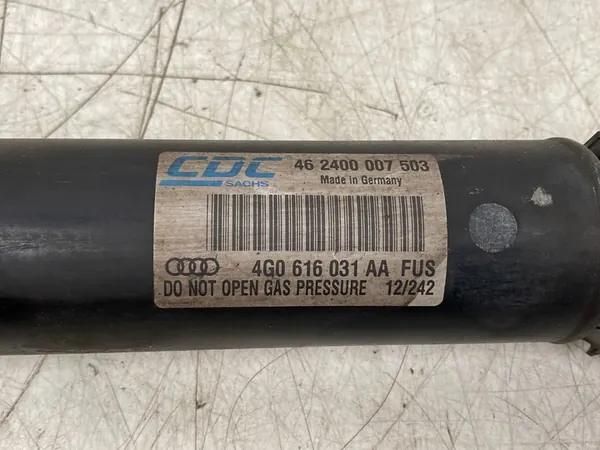 CDC 46 2400 007 503
SACHS Made in Germany
4G0 616 031 AA FUS
DO NOT OPEN GAS PRESSURE 12/242